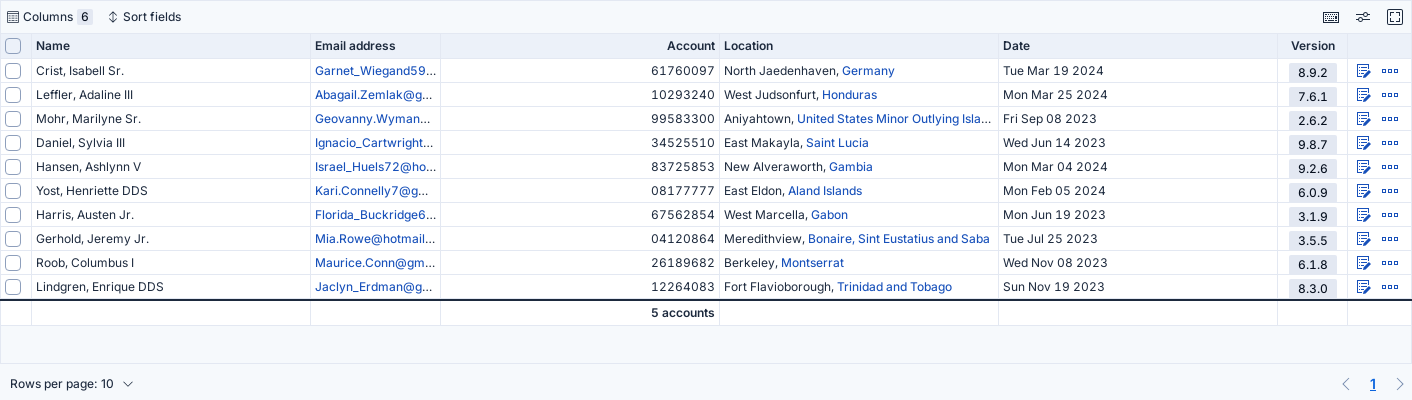 Columns 6 Sort fields
Name Email address Account Location Date Version
Crist, Isabell Sr. Garnet_Wiegand59... 61760097 North Jaedenhaven, Germany Tue Mar 19 2024 8.9.2
Leffler, Adaline III Abagail.Zemlak@g... 10293240 West Judsonfurt, Honduras Mon Mar 25 2024 7.6.1
Mohr, Marilyne Sr. Geovanny.Wyman... 99583300 Aniyahtown, United States Minor Outlying Isla... Fri Sep 08 2023 2.6.2
Daniel, Sylvia III Ignacio_Cartwright... 34525510 East Makayla, Saint Lucia Wed Jun 14 2023 9.8.7
Hansen, Ashlynn V Israel_Huels72@ho... 83725853 New Alveraworth, Gambia Mon Mar 04 2024 9.2.6
Yost, Henriette DDS Kari.Connelly7@g... 08177777 East Eldon, Aland Islands Mon Feb 05 2024 6.0.9
Harris, Austen Jr. Florida_Buckridge6... 67562854 West Marcella, Gabon Mon Jun 19 2023 3.1.9
Gerhold, Jeremy Jr. Mia.Rowe@hotmail... 04120864 Meredithview, Bonaire, Sint Eustatius and Saba Tue Jul 25 2023 3.5.5
Roob, Columbus I Maurice.Conn@gm... 26189682 Berkeley, Montserrat Wed Nov 08 2023 6.1.8
Lindgren, Enrique DDS Jaclyn_Erdman@g... 12264083 Fort Flavioborough, Trinidad and Tobago Sun Nov 19 2023 8.3.0
5 accounts
Rows per page: 10 1